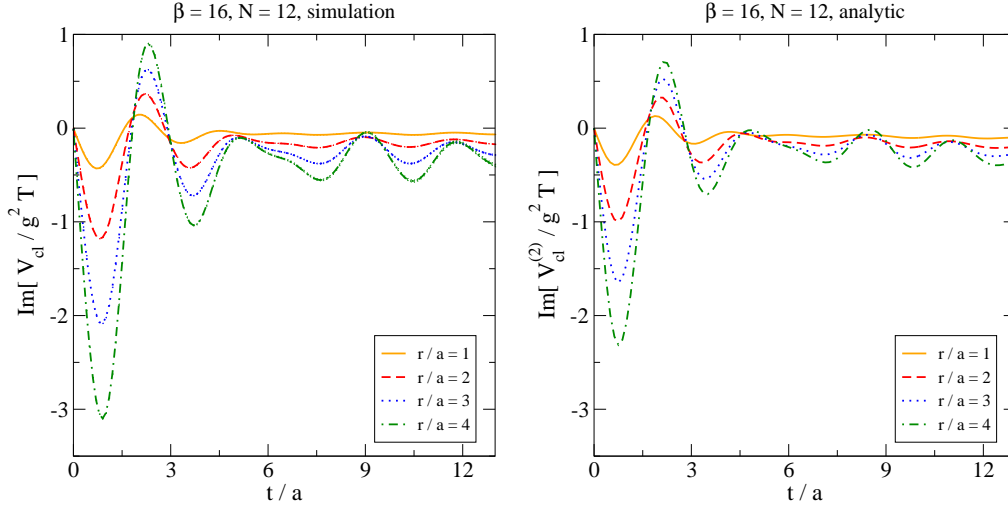 β = 16, N = 12, simulation
1
0
-1
-2
-3
Im[ V_cl / g^2 T ]
0 3 6 9 12
t / a
r / a = 1
r / a = 2
r / a = 3
r / a = 4
β = 16, N = 12, analytic
1
0
-1
-2
-3
Im[ V_cl^(2) / g^2 T ]
0 3 6 9 12
t / a
r / a = 1
r / a = 2
r / a = 3
r / a = 4